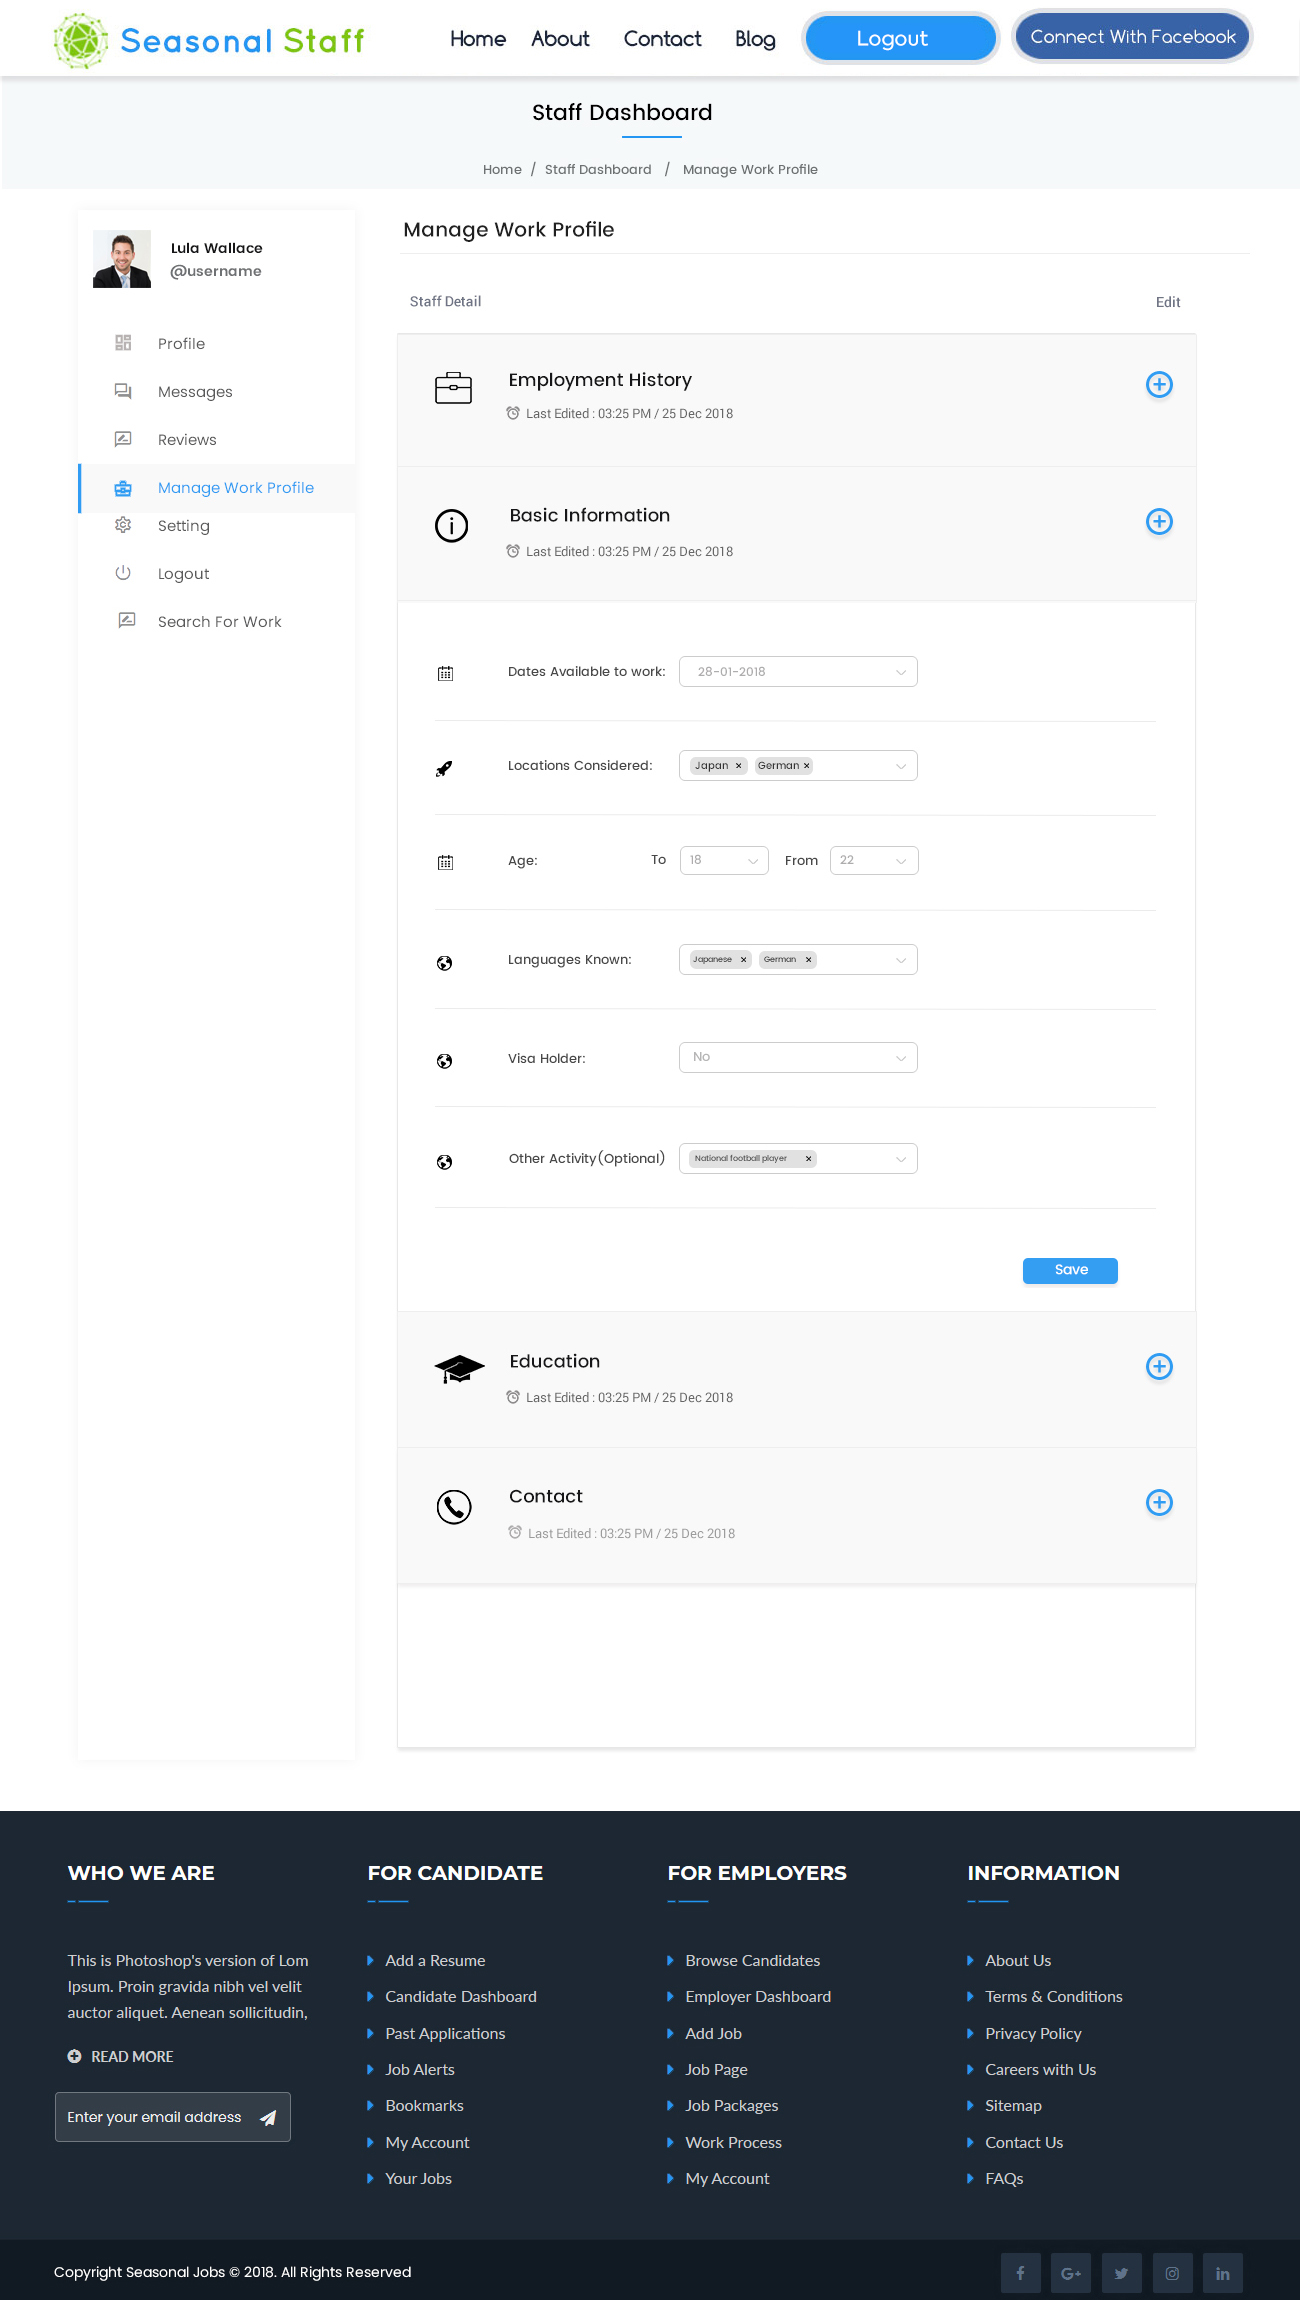 Seasonal Staff
Home About Contact Blog Logout Connect With Facebook
Staff Dashboard
Home / Staff Dashboard / Manage Work Profile
Lula Wallace
@username
Profile
Messages
Reviews
Manage Work Profile
Setting
Logout
Search For Work
Manage Work Profile
Staff Detail Edit
Employment History
Last Edited : 03:25 PM / 25 Dec 2018
Basic Information
Last Edited : 03:25 PM / 25 Dec 2018
Dates Available to work: 28-01-2018
Locations Considered: Japan × German ×
Age: To 18 From 22
Languages Known: Japanese × German ×
Visa Holder: No
Other Activity(Optional) National football player ×
Save
Education
Last Edited : 03:25 PM / 25 Dec 2018
Contact
Last Edited : 03:25 PM / 25 Dec 2018
WHO WE ARE
This is Photoshop's version of Lom
Ipsum. Proin gravida nibh vel velit
auctor aliquet. Aenean sollicitudin,
READ MORE
Enter your email address
FOR CANDIDATE
Add a Resume
Candidate Dashboard
Past Applications
Job Alerts
Bookmarks
My Account
Your Jobs
FOR EMPLOYERS
Browse Candidates
Employer Dashboard
Add Job
Job Page
Job Packages
Work Process
My Account
INFORMATION
About Us
Terms & Conditions
Privacy Policy
Careers with Us
Sitemap
Contact Us
FAQs
Copyright Seasonal Jobs © 2018. All Rights Reserved